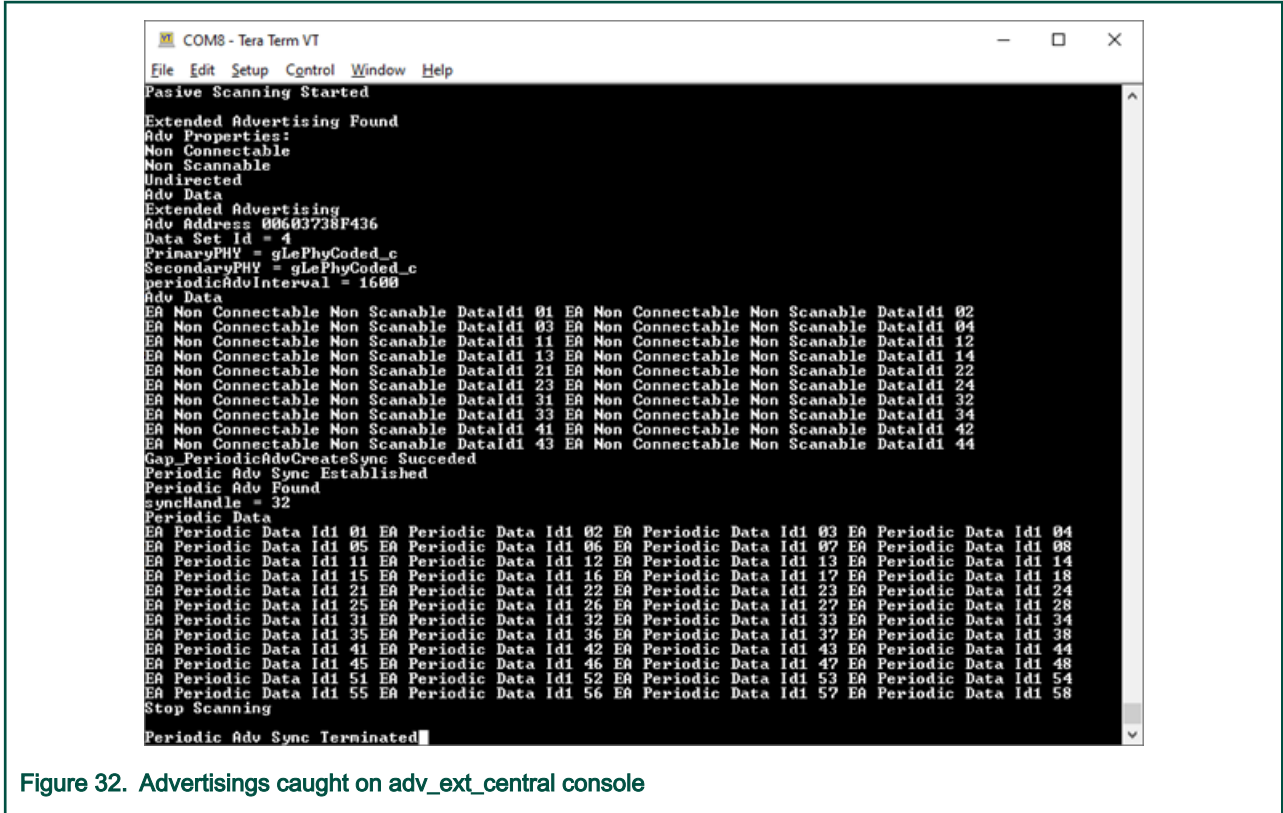 COM8 - Tera Term VT
File Edit Setup Control Window Help
Pasive Scanning Started
Extended Advertising Found
Adv Properties:
Non Connectable
Non Scannable
Undirected
Adv Data
Extended Advertising
Adv Address 00603738F436
Data Set Id = 4
PrimaryPHY = gLePhyCoded_c
SecondaryPHY = gLePhyCoded_c
periodicAdvInterval = 1600
Adv Data
EA Non Connectable Non Scanable DataId1 01 EA Non Connectable Non Scanable DataId1 02
EA Non Connectable Non Scanable DataId1 03 EA Non Connectable Non Scanable DataId1 04
EA Non Connectable Non Scanable DataId1 11 EA Non Connectable Non Scanable DataId1 12
EA Non Connectable Non Scanable DataId1 13 EA Non Connectable Non Scanable DataId1 14
EA Non Connectable Non Scanable DataId1 21 EA Non Connectable Non Scanable DataId1 22
EA Non Connectable Non Scanable DataId1 23 EA Non Connectable Non Scanable DataId1 24
EA Non Connectable Non Scanable DataId1 31 EA Non Connectable Non Scanable DataId1 32
EA Non Connectable Non Scanable DataId1 33 EA Non Connectable Non Scanable DataId1 34
EA Non Connectable Non Scanable DataId1 41 EA Non Connectable Non Scanable DataId1 42
EA Non Connectable Non Scanable DataId1 43 EA Non Connectable Non Scanable DataId1 44
Gap_PeriodicAdvCreateSync Succeded
Periodic Adv Sync Established
Periodic Adv Found
syncHandle = 32
Periodic Data
EA Periodic Data Id1 01 EA Periodic Data Id1 02 EA Periodic Data Id1 03 EA Periodic Data Id1 04
EA Periodic Data Id1 05 EA Periodic Data Id1 06 EA Periodic Data Id1 07 EA Periodic Data Id1 08
EA Periodic Data Id1 11 EA Periodic Data Id1 12 EA Periodic Data Id1 13 EA Periodic Data Id1 14
EA Periodic Data Id1 15 EA Periodic Data Id1 16 EA Periodic Data Id1 17 EA Periodic Data Id1 18
EA Periodic Data Id1 21 EA Periodic Data Id1 22 EA Periodic Data Id1 23 EA Periodic Data Id1 24
EA Periodic Data Id1 25 EA Periodic Data Id1 26 EA Periodic Data Id1 27 EA Periodic Data Id1 28
EA Periodic Data Id1 31 EA Periodic Data Id1 32 EA Periodic Data Id1 33 EA Periodic Data Id1 34
EA Periodic Data Id1 35 EA Periodic Data Id1 36 EA Periodic Data Id1 37 EA Periodic Data Id1 38
EA Periodic Data Id1 41 EA Periodic Data Id1 42 EA Periodic Data Id1 43 EA Periodic Data Id1 44
EA Periodic Data Id1 45 EA Periodic Data Id1 46 EA Periodic Data Id1 47 EA Periodic Data Id1 48
EA Periodic Data Id1 51 EA Periodic Data Id1 52 EA Periodic Data Id1 53 EA Periodic Data Id1 54
EA Periodic Data Id1 55 EA Periodic Data Id1 56 EA Periodic Data Id1 57 EA Periodic Data Id1 58
Stop Scanning
Periodic Adv Sync Terminated
Figure 32. Advertisings caught on adv_ext_central console